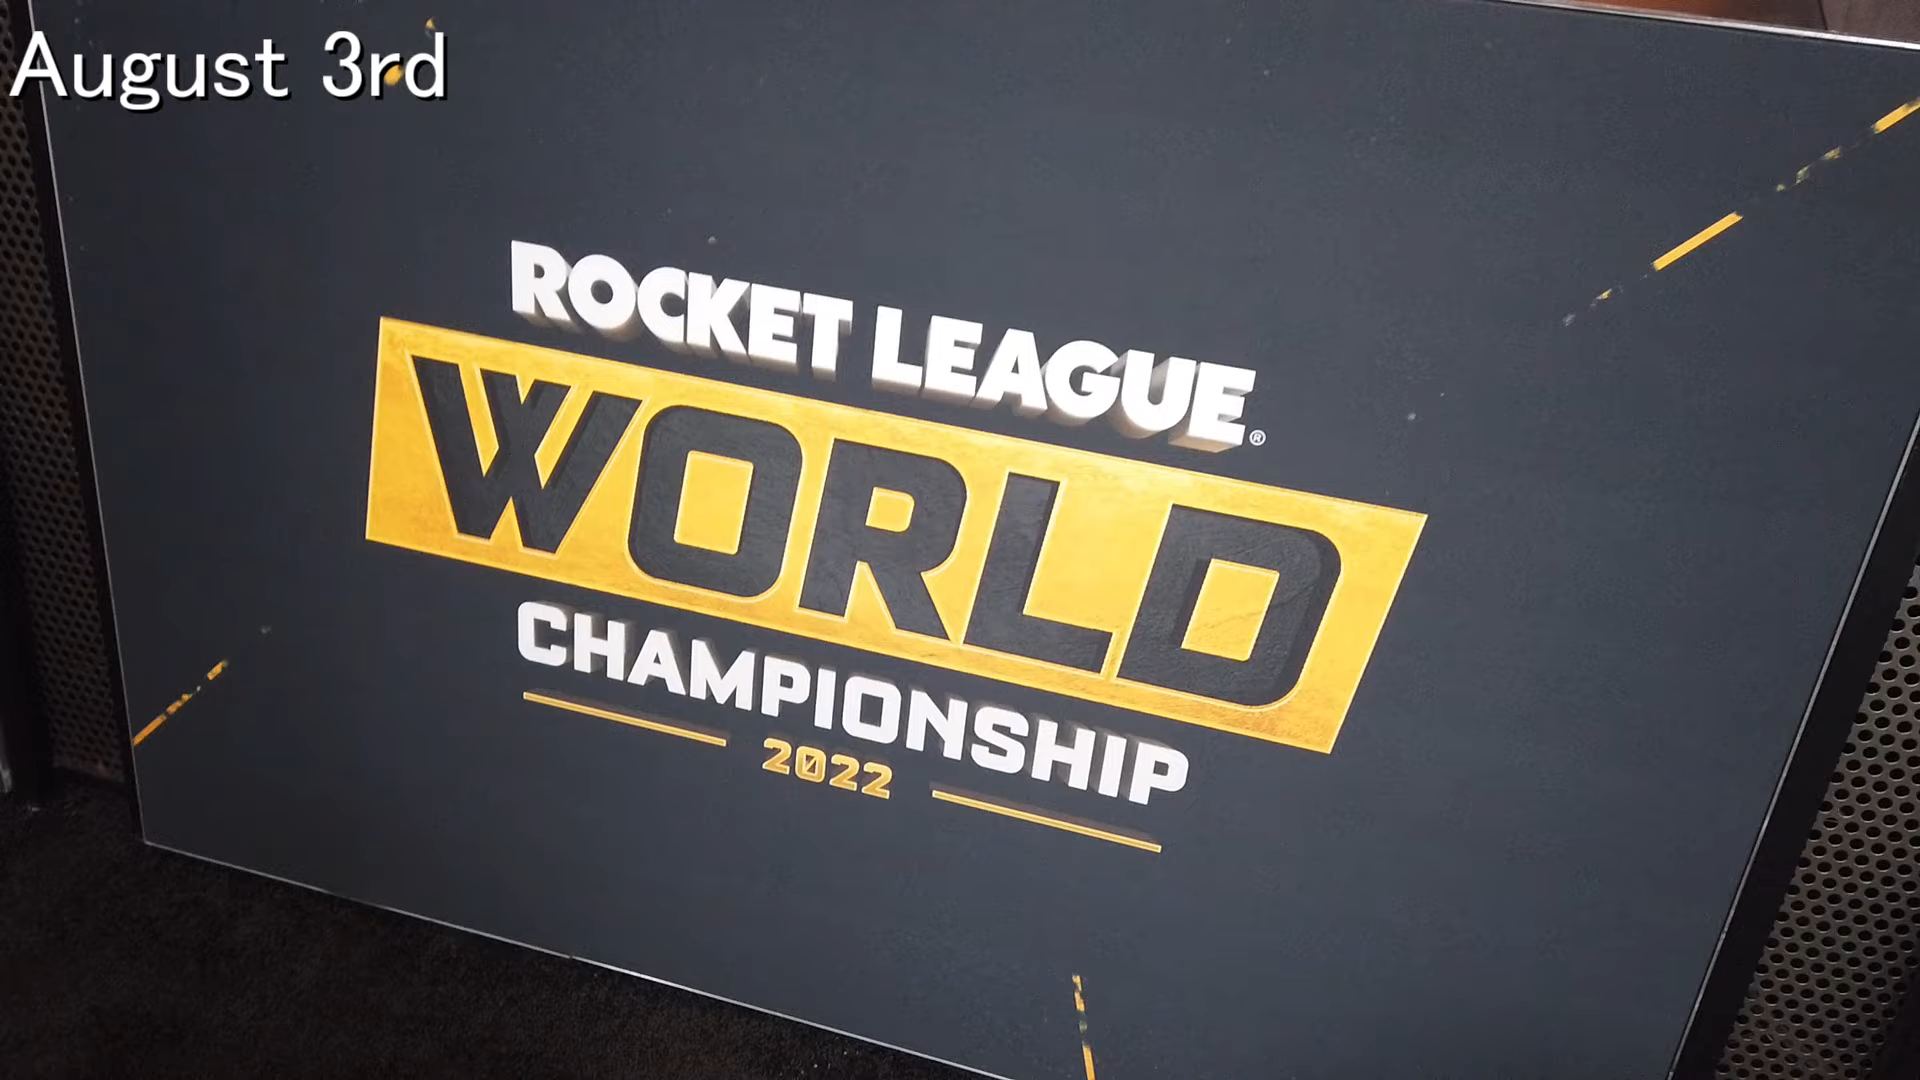 August 3rd
ROCKET LEAGUE®
WORLD
CHAMPIONSHIP
2022